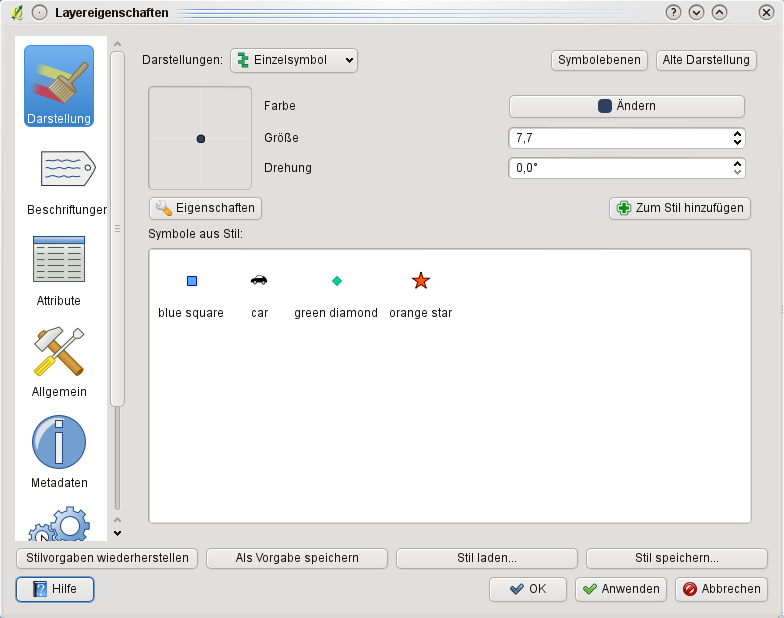 Layereigenschaften
Darstellung
Beschriftunger
Attribute
Allgemein
Metadaten
Darstellungen: Einzelsymbol Symbolebenen Alte Darstellung
Farbe Ändern
Größe 7,7
Drehung 0,0°
Eigenschaften Zum Stil hinzufügen
Symbole aus Stil:
blue square car green diamond orange star
Stilvorgaben wiederherstellen Als Vorgabe speichern Stil laden... Stil speichern...
Hilfe OK Anwenden Abbrechen